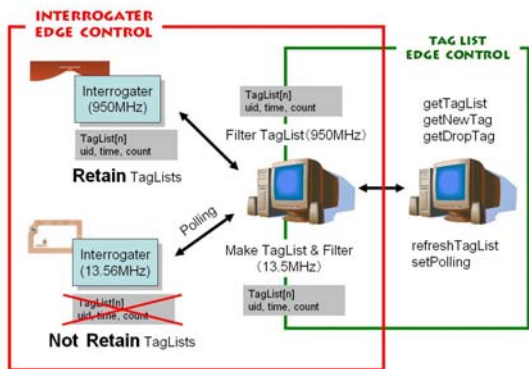 INTERROGATER
EDGE CONTROL
TAG LIST
EDGE CONTROL
Interrogater
(950MHz)
TagList[n]
uid, time, count
Retain TagLists
TagList[n]
uid, time, count
Filter TagList(950MHz)
getTagList
getNewTag
getDropTag
Polling
Interrogater
(13.56MHz)
TagList[n]
uid, time, count
Not Retain TagLists
Make TagList & Filter
(13.5MHz)
TagList[n]
uid, time, count
refreshTagList
setPolling